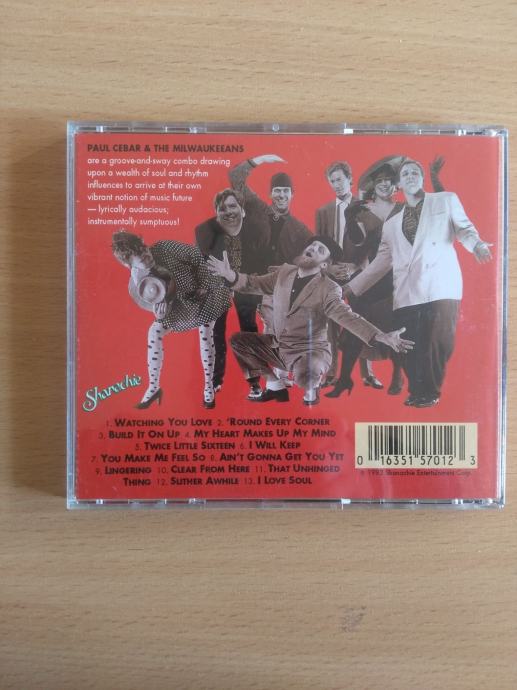 PAUL CEBAR & THE MILWAUKEEANS
are a groove-and-sway combo drawing
upon a wealth of soul and rhythm
influences to arrive at their own
vibrant notion of music future
— lyrically audacious;
instrumentally sumptuous!
Shanachie
1. WATCHING YOU LOVE 2. 'ROUND EVERY CORNER
3. BUILD IT ON UP 4. MY HEART MAKES UP MY MIND
5. TWICE LITTLE SIXTEEN 6. I WILL KEEP
7. YOU MAKE ME FEEL SO 8. AIN'T GONNA GET YOU YET
9. LINGERING 10. CLEAR FROM HERE 11. THAT UNHINGED
THING 12. SLITHER AWHILE 13. I LOVE SOUL
0 16351 57012 3
© 1993 Shanachie Entertainment Corp.